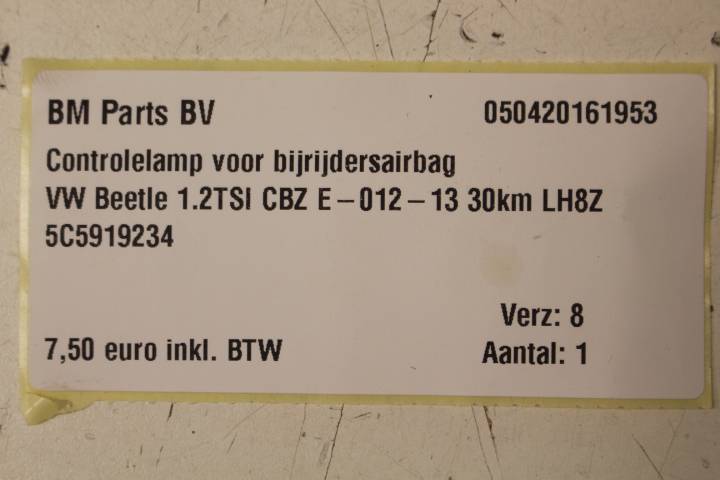 BM Parts BV 050420161953
Controlelamp voor bijrijdersairbag
VW Beetle 1.2TSI CBZ E–012–13 30km LH8Z
5C5919234
Verz: 8
7,50 euro inkl. BTW Aantal: 1